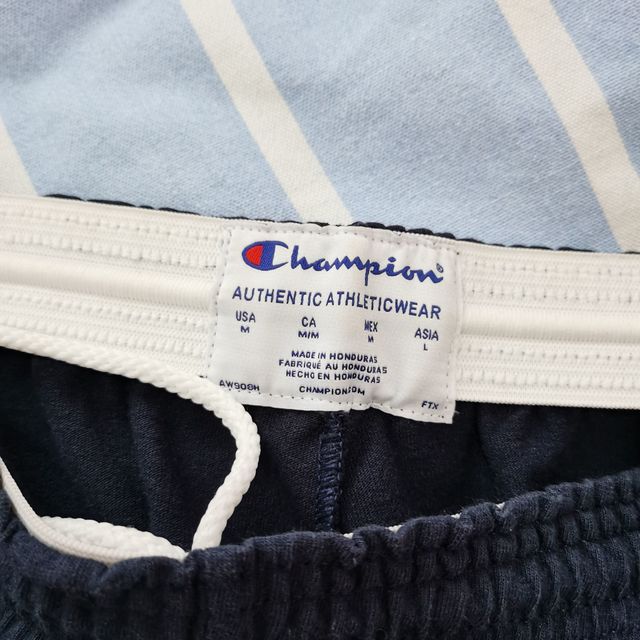 Champion®
AUTHENTIC ATHLETICWEAR
USA CA MEX ASIA
M M/M M L
MADE IN HONDURAS
FABRIQUÉ AU HONDURAS
HECHO EN HONDURAS
AW908H CHAMPION.COM FTX